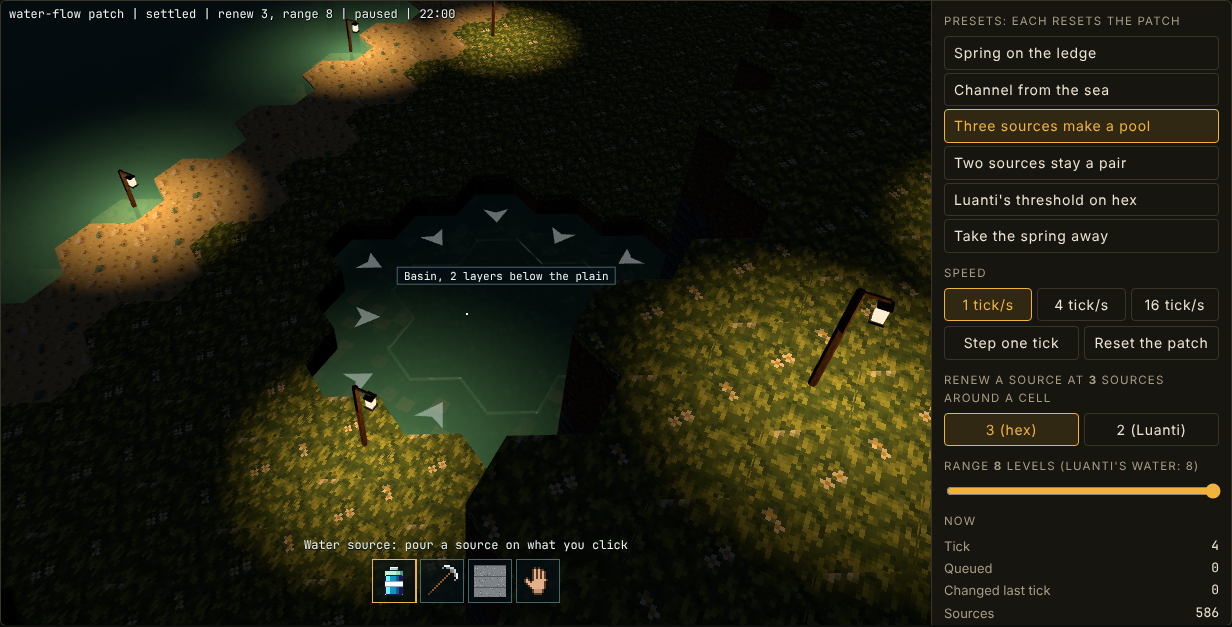 water-flow patch | settled | renew 3, range 8 | paused | 22:00
Basin, 2 layers below the plain
Water source: pour a source on what you click
PRESETS: EACH RESETS THE PATCH
Spring on the ledge
Channel from the sea
Three sources make a pool
Two sources stay a pair
Luanti's threshold on hex
Take the spring away
SPEED
1 tick/s 4 tick/s 16 tick/s
Step one tick Reset the patch
RENEW A SOURCE AT 3 SOURCES
AROUND A CELL
3 (hex) 2 (Luanti)
RANGE 8 LEVELS (LUANTI'S WATER: 8)
NOW
Tick 4
Queued 0
Changed last tick 0
Sources 586